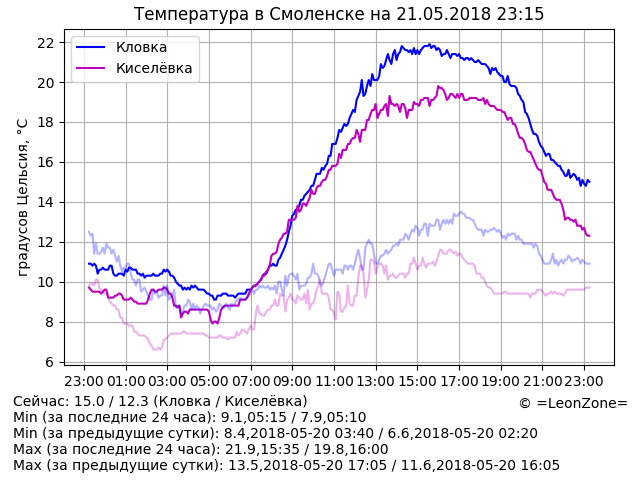 Температура в Смоленске на 21.05.2018 23:15
Кловка
Киселёвка
градусов Цельсия, °C
22
20
18
16
14
12
10
8
6
23:00 01:00 03:00 05:00 07:00 09:00 11:00 13:00 15:00 17:00 19:00 21:00 23:00
Сейчас: 15.0 / 12.3 (Кловка / Киселёвка)
© =LeonZone=
Min (за последние 24 часа): 9.1,05:15 / 7.9,05:10
Min (за предыдущие сутки): 8.4,2018-05-20 03:40 / 6.6,2018-05-20 02:20
Max (за последние 24 часа): 21.9,15:35 / 19.8,16:00
Max (за предыдущие сутки): 13.5,2018-05-20 17:05 / 11.6,2018-05-20 16:05